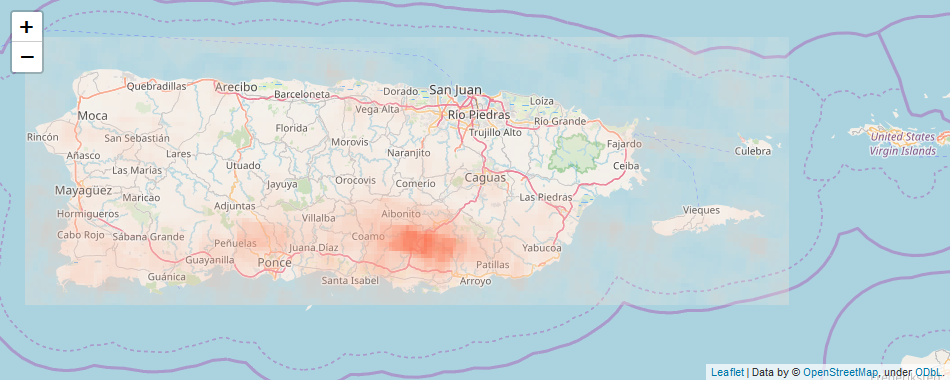 +
−
Quebradillas
Arecibo
Barceloneta
Dorado
San Juan
Loíza
Moca
Vega Alta
Río Piedras
Río Grande
Rincón
San Sebastián
Florida
Morovis
Trujillo Alto
Fajardo
United States
Virgin Islands
Añasco
Lares
Utuado
Naranjito
Ceiba
Culebra
Las Marías
Mayagüez
Maricao
Jayuya
Orocovis
Comerío
Caguas
Las Piedras
Hormigueros
Adjuntas
Villalba
Aibonito
Vieques
Cabo Rojo
Sábana Grande
Peñuelas
Juana Díaz
Coamo
Yabucoa
Guayanilla
Ponce
Patillas
Guánica
Santa Isabel
Arroyo
Leaflet | Data by © OpenStreetMap, under ODbL.